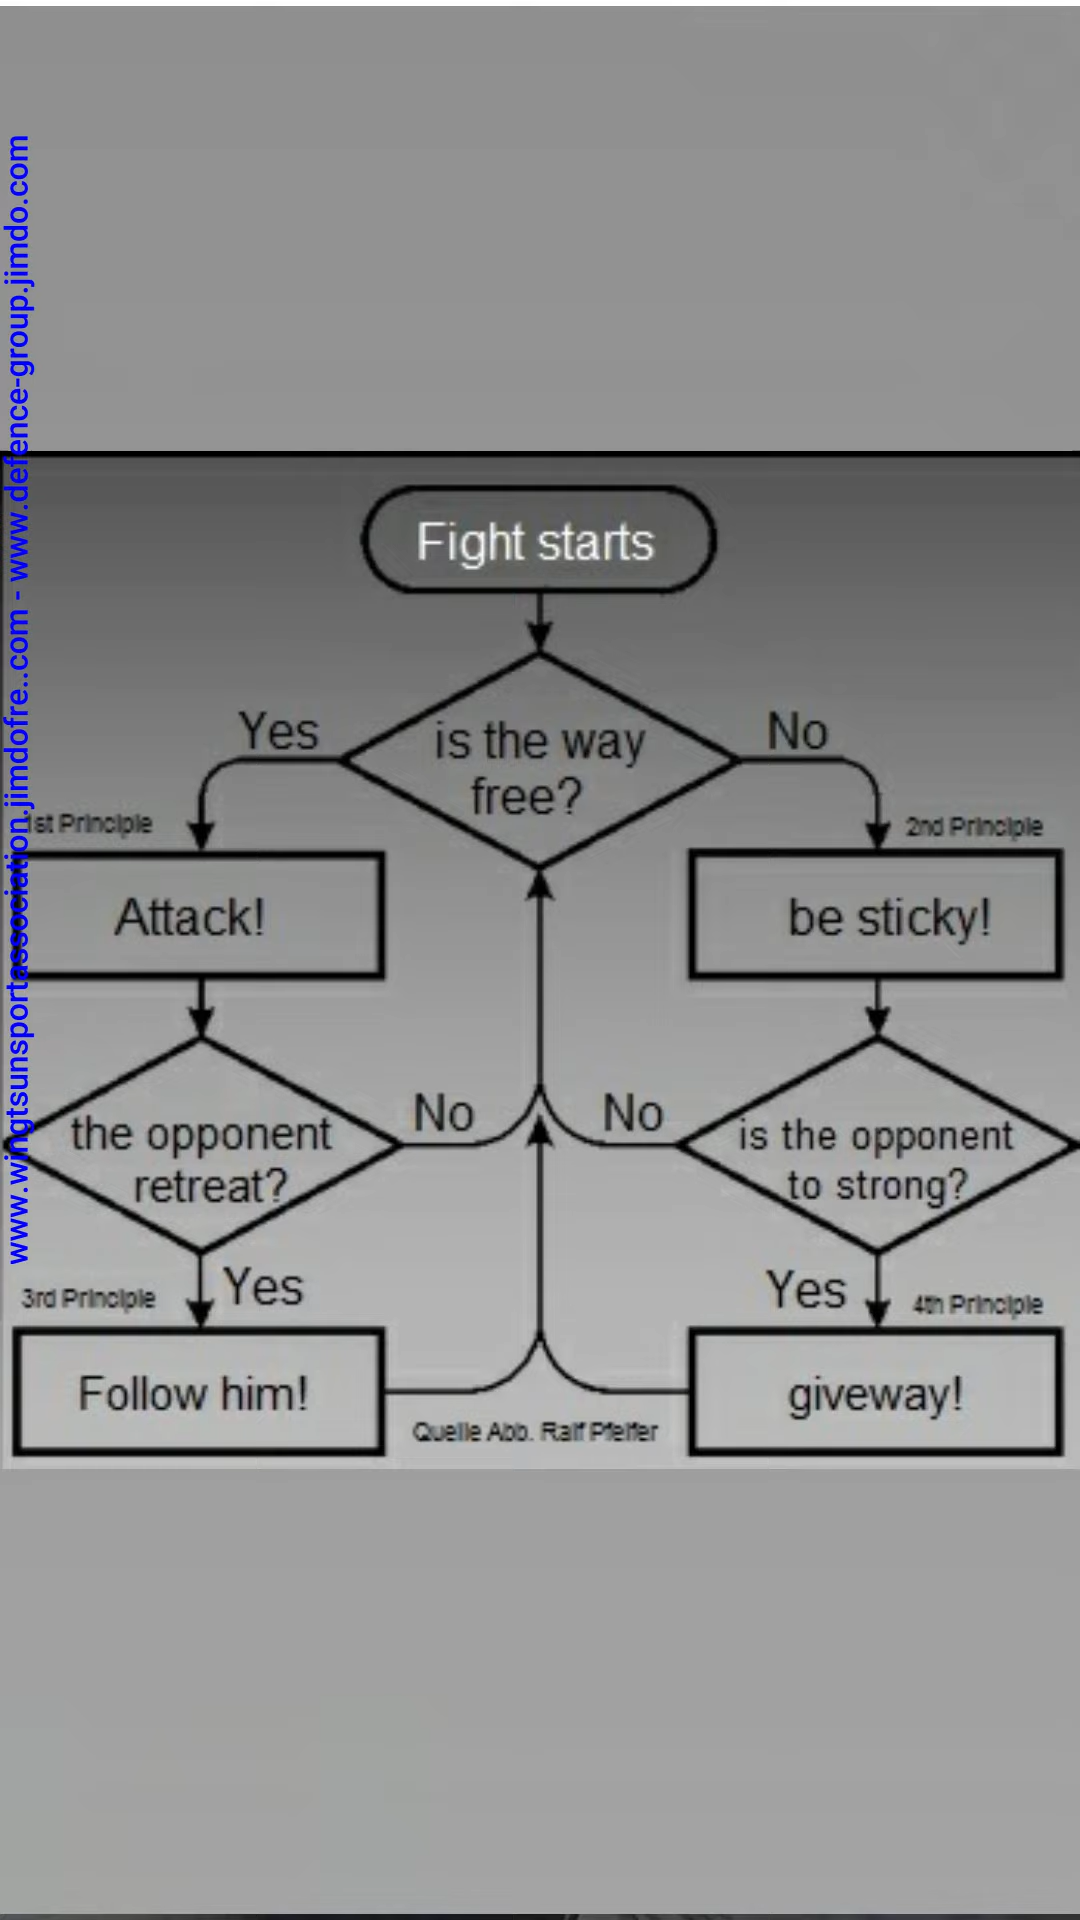 www.wingtsunsportassociation.jimdofre..com - www.defence-group.jimdo.com
Fight starts
is the way
free?
Yes
No
1st Principle
2nd Principle
Attack!
be sticky!
the opponent
retreat?
No
No
is the opponent
to strong?
3rd Principle
Yes
Yes
4th Principle
Follow him!
giveway!
Quelle Abb. Ralf Pfeifer